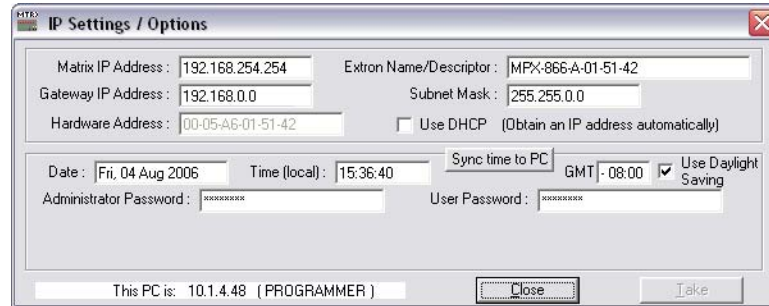 MTRX
IP Settings / Options
Matrix IP Address : 192.168.254.254 Extron Name/Descriptor : MPX-866-A-01-51-42
Gateway IP Address : 192.168.0.0 Subnet Mask : 255.255.0.0
Hardware Address : 00-05-A6-01-51-42 Use DHCP (Obtain an IP address automatically)
Date : Fri, 04 Aug 2006 Time (local) : 15:36:40 Sync time to PC GMT - 08:00 Use Daylight Saving
Administrator Password : ******** User Password : ********
This PC is: 10.1.4.48 ( PROGRAMMER ) Close Take